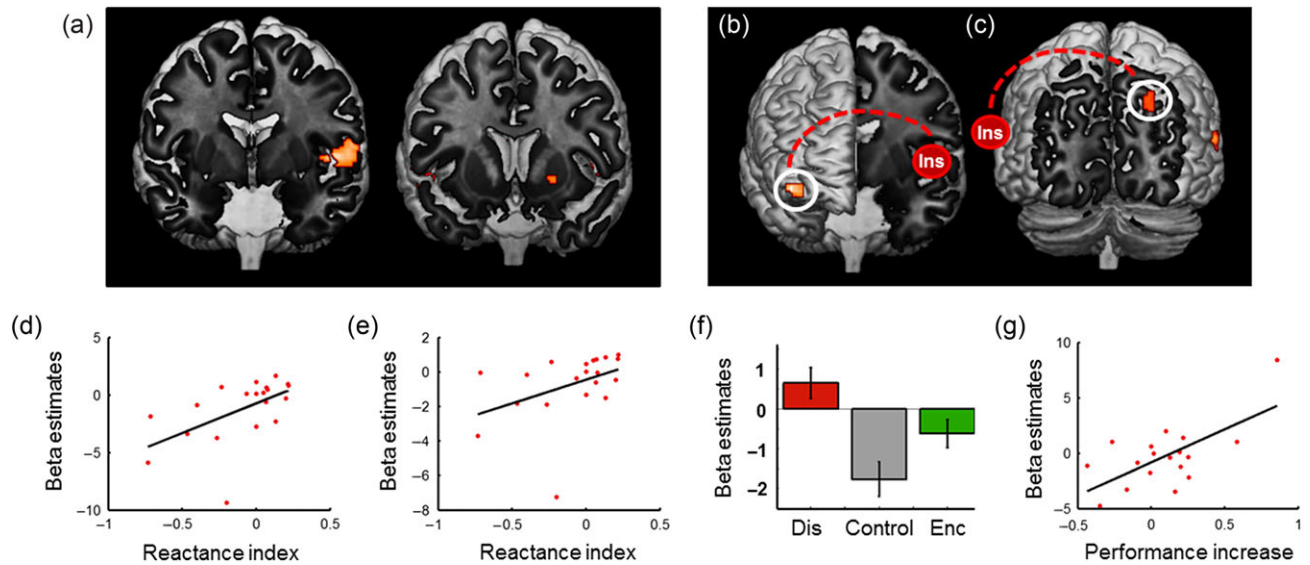 (a)
(b)
(c)
Ins
Ins
(d)
Beta estimates
5
0
−5
−10
−1
−0.5
0
0.5
Reactance index
(e)
Beta estimates
2
0
−2
−4
−6
−8
−1
−0.5
0
0.5
Reactance index
(f)
Beta estimates
1
0
−1
−2
Dis Control Enc
(g)
Beta estimates
10
5
0
−5
−0.5
0
0.5
1
Performance increase